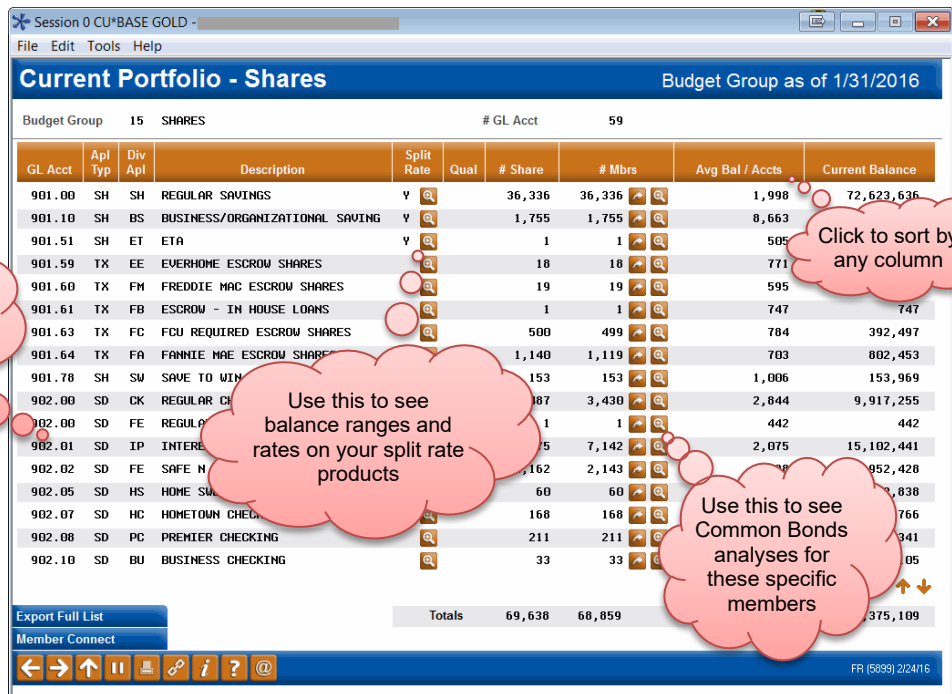 Session 0 CU*BASE GOLD -
File Edit Tools Help
Current Portfolio - Shares Budget Group as of 1/31/2016
Budget Group 15 SHARES # GL Acct 59
GL Acct Apl Typ Div Apl Description Split Rate Qual # Share # Mbrs Avg Bal / Accts Current Balance
901.00 SH SH REGULAR SAVINGS Y 36,336 36,336 1,998 72,623,636
901.10 SH BS BUSINESS/ORGANIZATIONAL SAVING Y 1,755 1,755 8,663
901.51 SH ET ETA Y 1 1 505
901.59 TX EE EVERHOME ESCROW SHARES 18 18 771
901.60 TX FM FREDDIE MAC ESCROW SHARES 19 19 595
901.61 TX FB ESCROW - IN HOUSE LOANS 1 1 747 747
901.63 TX FC FCU REQUIRED ESCROW SHARES 500 499 784 392,497
901.64 TX FA FANNIE MAE ESCROW SHARES 1,140 1,119 703 802,453
901.78 SH SW SAVE TO WIN 153 153 1,006 153,969
902.00 SD CK REGULAR CH 487 3,430 2,844 9,917,255
902.00 SD FE REGULA 1 1 442 442
902.01 SD IP INTERE 75 7,142 2,075 15,102,441
902.02 SD FE SAFE N ,162 2,143 952,428
902.05 SD HS HOME SWE 60 60 ,838
902.07 SD HC HOMETOWN CHECK 168 168 766
902.08 SD PC PREMIER CHECKING 211 211 341
902.10 SD BU BUSINESS CHECKING 33 33 05
Totals 69,638 68,859 ,375,109
Click to sort by
any column
Use this to see
balance ranges and
rates on your split rate
products
Use this to see
Common Bonds
analyses for
these specific
members
Export Full List
Member Connect
FR (5899) 2/24/16